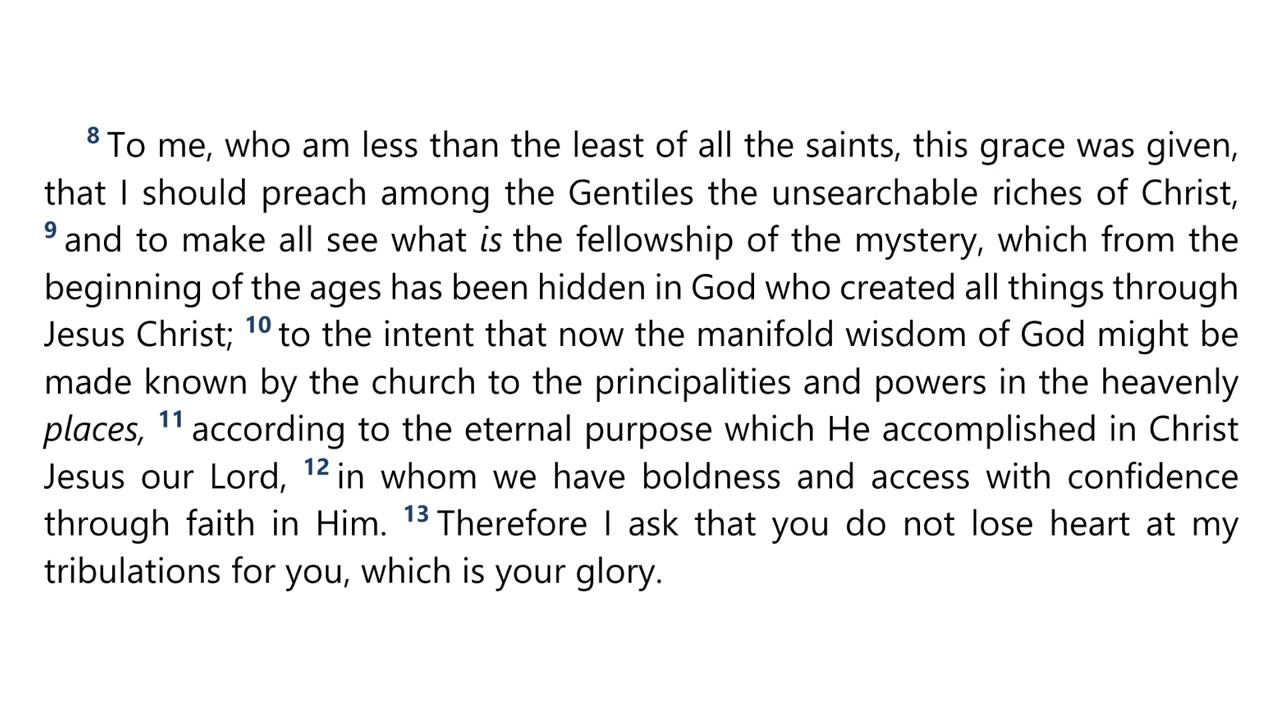 8 To me, who am less than the least of all the saints, this grace was given,
that I should preach among the Gentiles the unsearchable riches of Christ,
9 and to make all see what is the fellowship of the mystery, which from the
beginning of the ages has been hidden in God who created all things through
Jesus Christ; 10 to the intent that now the manifold wisdom of God might be
made known by the church to the principalities and powers in the heavenly
places, 11 according to the eternal purpose which He accomplished in Christ
Jesus our Lord, 12 in whom we have boldness and access with confidence
through faith in Him. 13 Therefore I ask that you do not lose heart at my
tribulations for you, which is your glory.